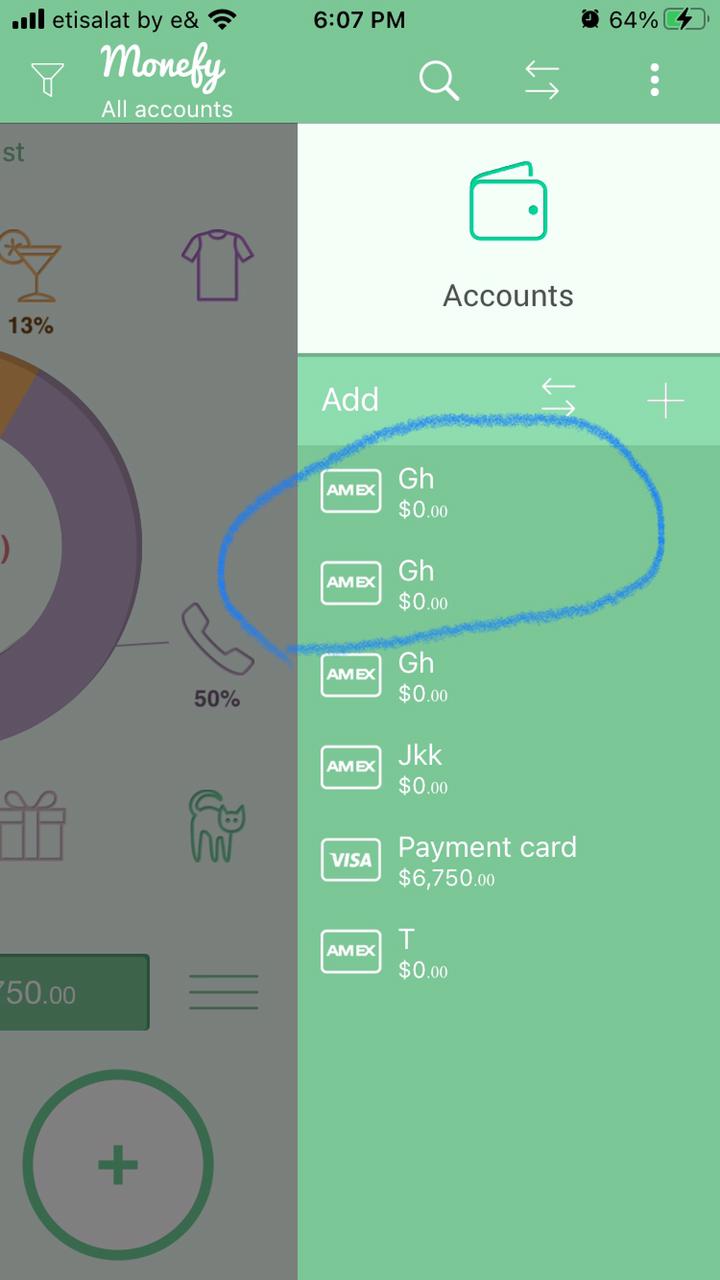 etisalat by e& 6:07 PM 64%
Monefy
All accounts
st
Accounts
13%
Add
AMEX Gh
$0.00
AMEX Gh
$0.00
)
AMEX Gh
$0.00
50%
AMEX Jkk
$0.00
VISA Payment card
$6,750.00
AMEX T
$0.00
750.00
+